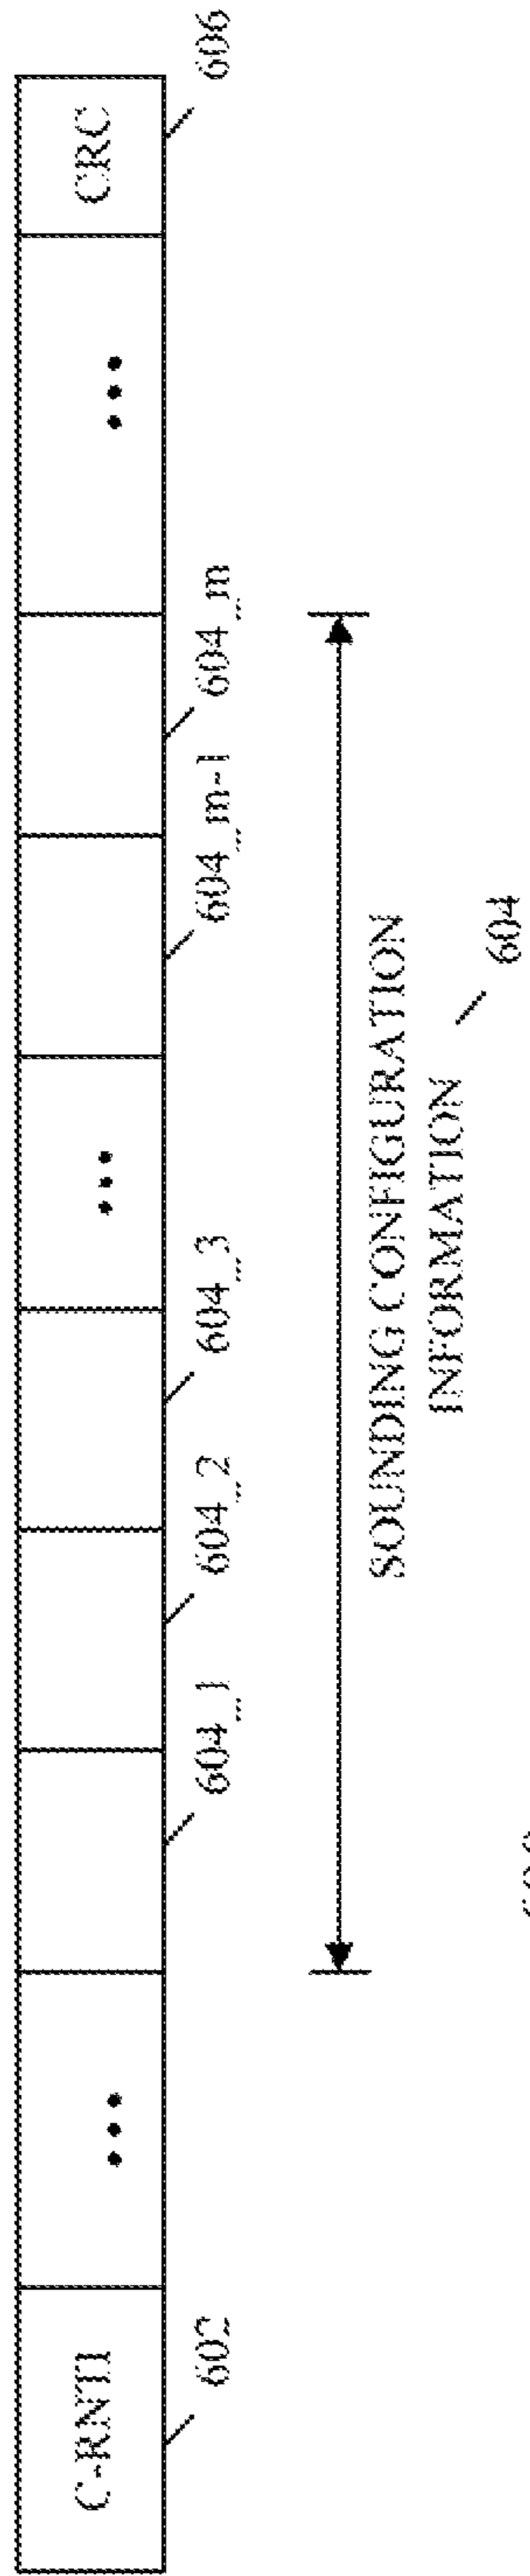 C-RNTI ... ... ... CRC
602 604_1 604_2 604_3 604_m-1 604_m 606
SOUNDING CONFIGURATION
INFORMATION
604